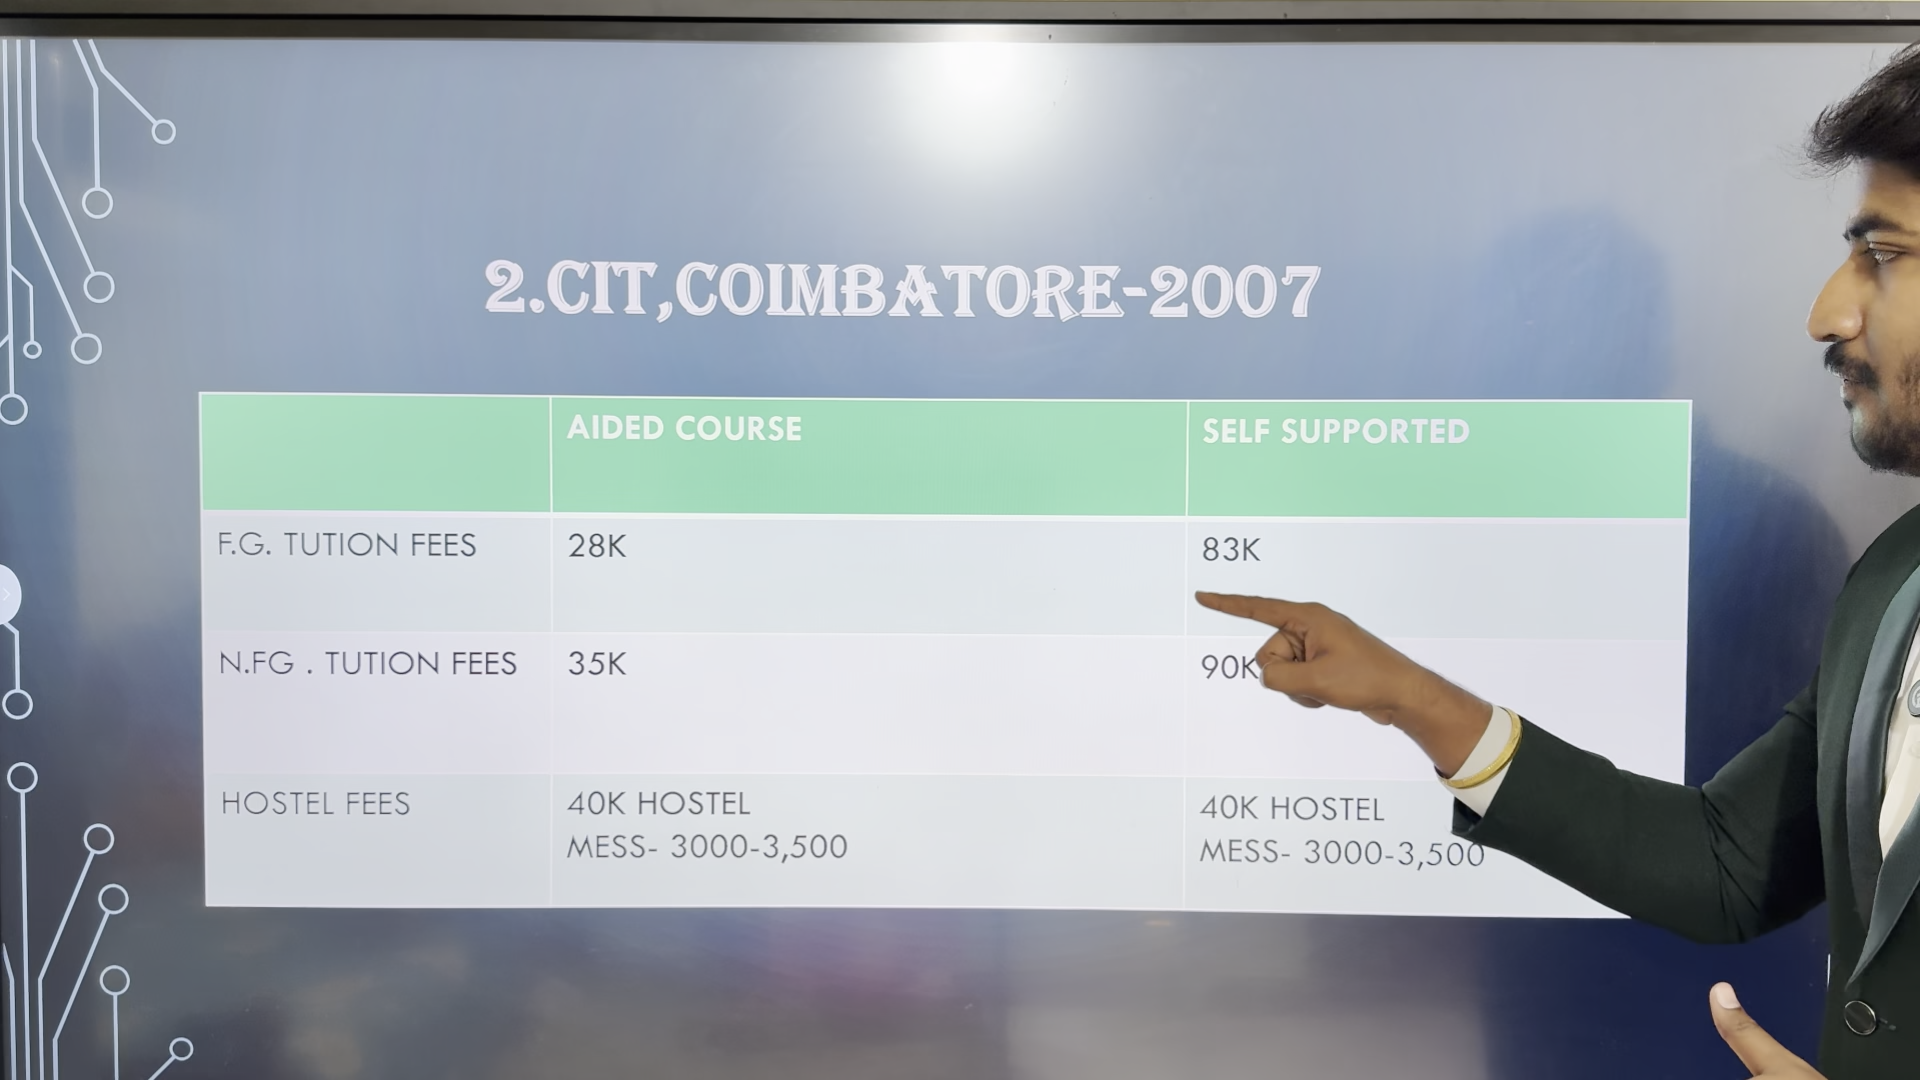 2.CIT,COIMBATORE-2007
AIDED COURSE
SELF SUPPORTED
F.G. TUTION FEES
28K
83K
N.FG . TUTION FEES
35K
90K
HOSTEL FEES
40K HOSTEL
MESS- 3000-3,500
40K HOSTEL
MESS- 3000-3,500